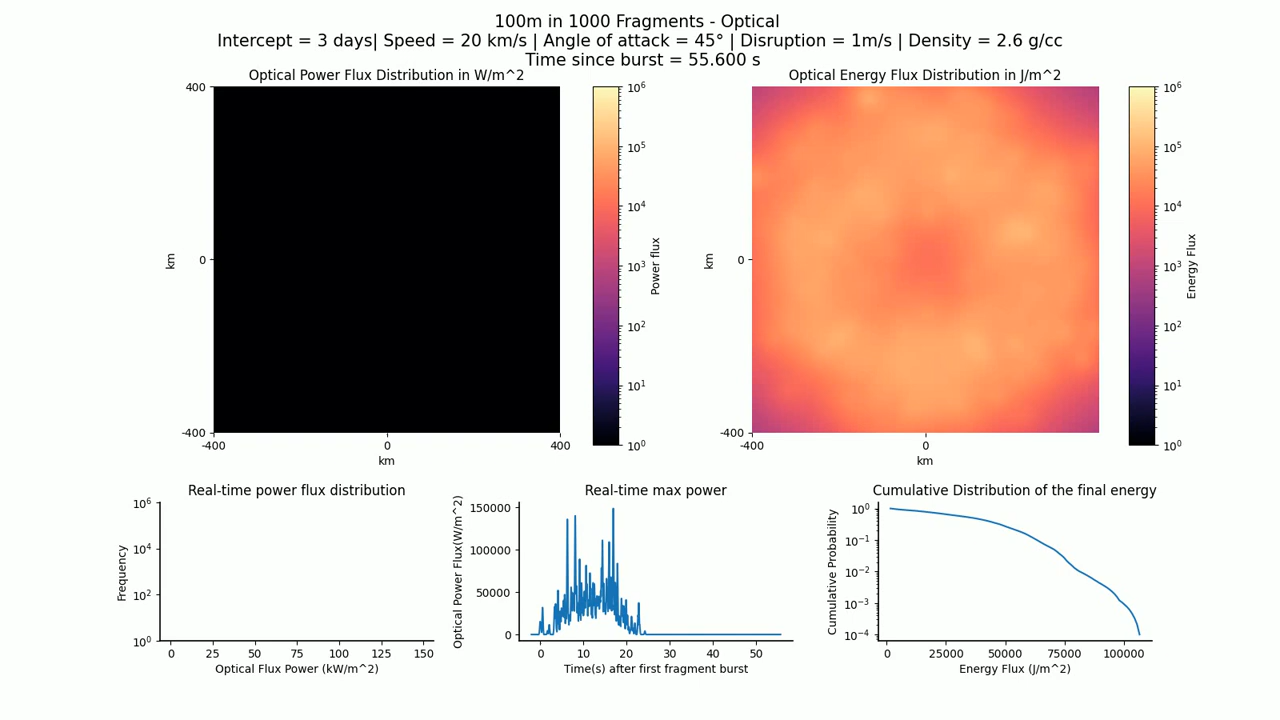 100m in 1000 Fragments - Optical
Intercept = 3 days| Speed = 20 km/s | Angle of attack = 45° | Disruption = 1m/s | Density = 2.6 g/cc
Time since burst = 55.600 s
Optical Power Flux Distribution in W/m^2
400
0
-400
km
-400 0 400
km
10^6
10^5
10^4
10^3
10^2
10^1
10^0
Power flux
Optical Energy Flux Distribution in J/m^2
0
-400
km
-400 0
km
10^6
10^5
10^4
10^3
10^2
10^1
10^0
Energy Flux
Real-time power flux distribution
10^6
10^4
10^2
10^0
Frequency
0 25 50 75 100 125 150
Optical Flux Power (kW/m^2)
Real-time max power
150000
100000
50000
0
Optical Power Flux(W/m^2)
0 10 20 30 40 50
Time(s) after first fragment burst
Cumulative Distribution of the final energy
10^0
10^−1
10^−2
10^−3
10^−4
Cumulative Probability
0 25000 50000 75000 100000
Energy Flux (J/m^2)